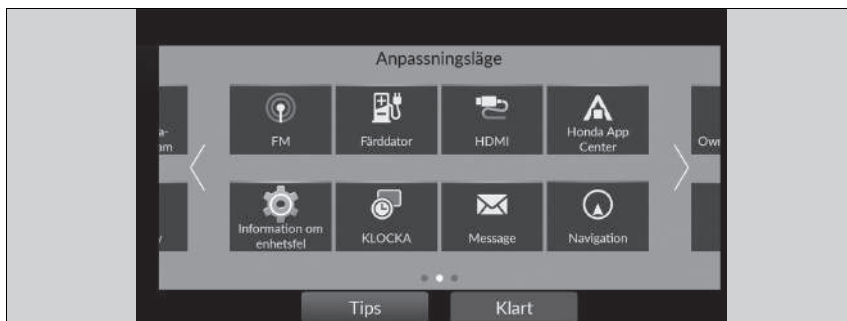 Anpassningsläge
FM
Färddator
HDMI
Honda App
Center
Information om
enhetsfel
KLOCKA
Message
Navigation
Tips
Klart